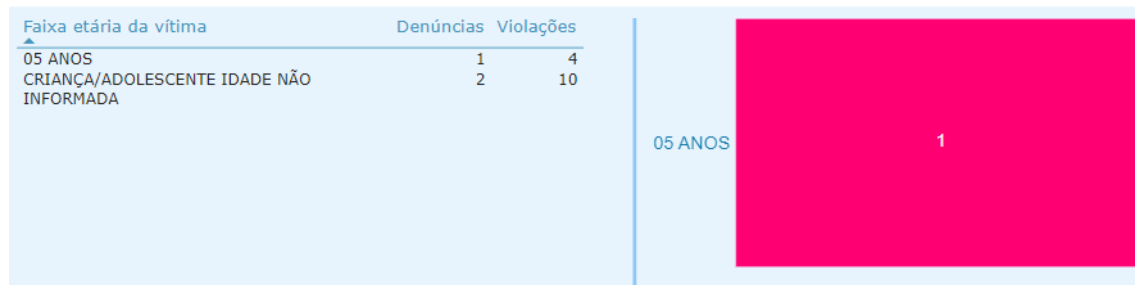 Faixa etária da vítima Denúncias Violações
05 ANOS 1 4
CRIANÇA/ADOLESCENTE IDADE NÃO 2 10
INFORMADA
05 ANOS 1